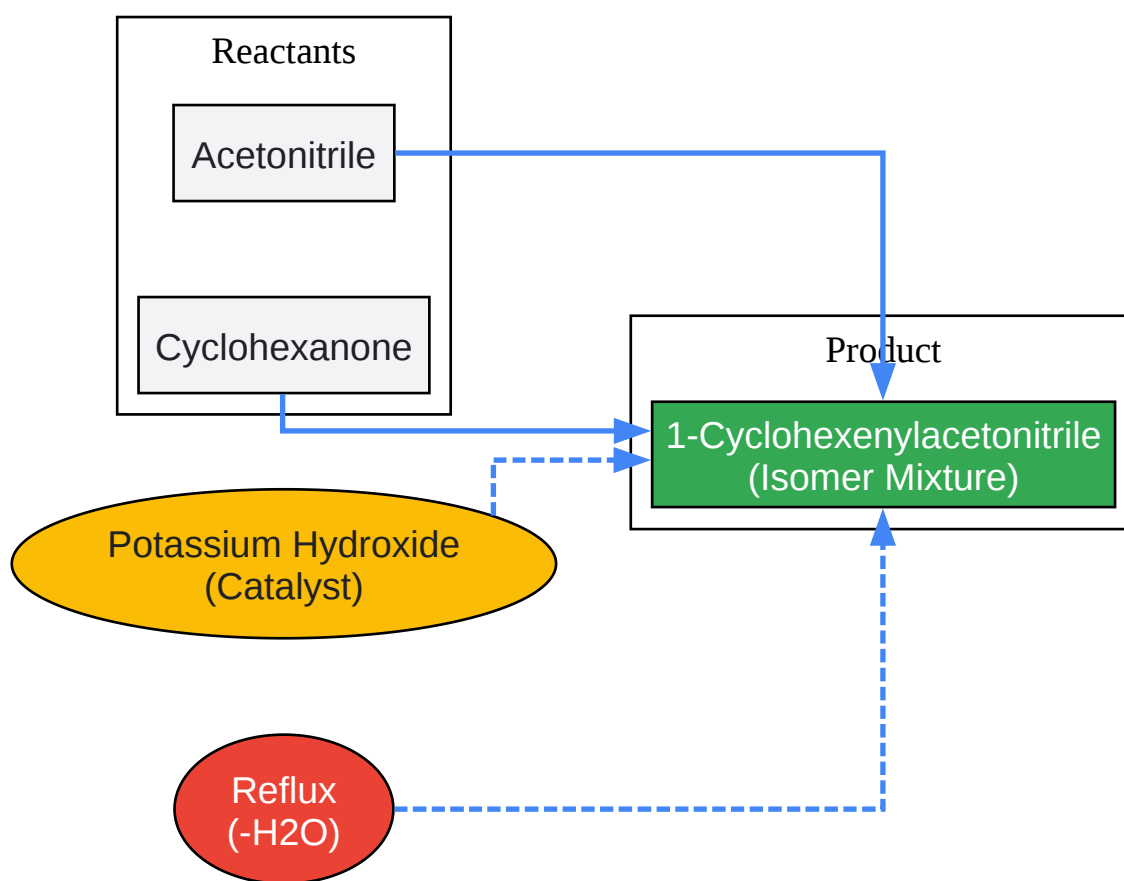 Reactants
Acetonitrile
Cyclohexanone
Product
1-Cyclohexenylacetonitrile
(Isomer Mixture)
Potassium Hydroxide
(Catalyst)
Reflux
(-H2O)